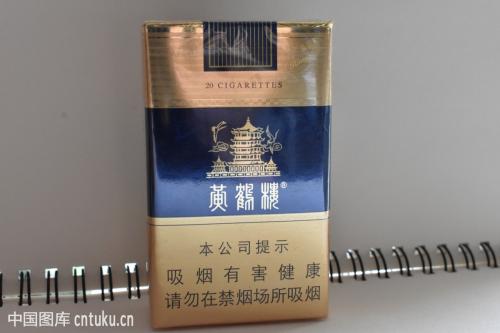 20 CIGARETTES
黄鹤楼®
本公司提示
吸烟有害健康
请勿在禁烟场所吸烟
中国图库 cntuku.cn